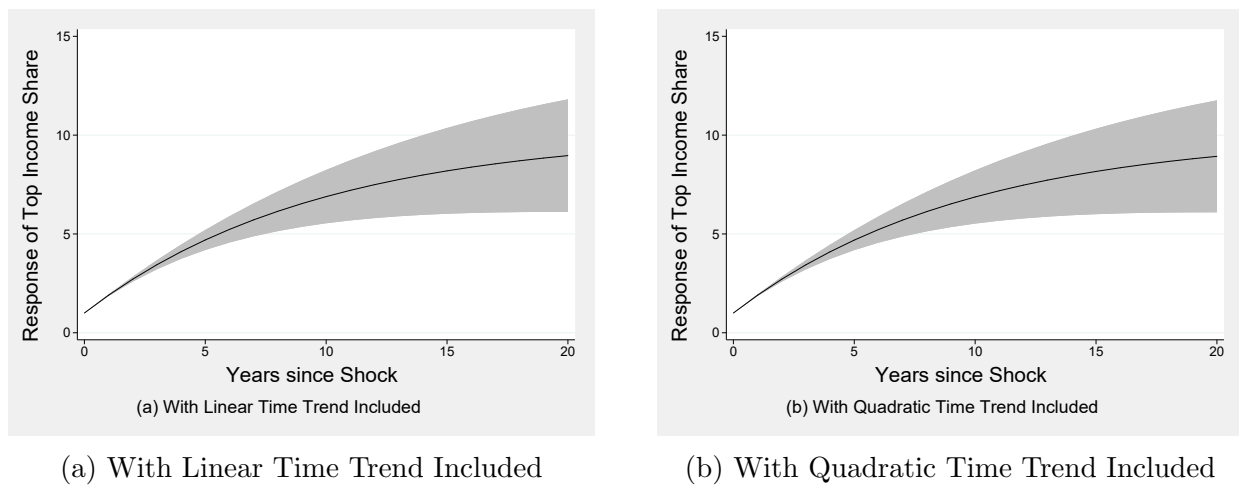 Response of Top Income Share
15
10
5
0
0 5 10 15 20
Years since Shock
(a) With Linear Time Trend Included
(a) With Linear Time Trend Included
Response of Top Income Share
15
10
5
0
0 5 10 15 20
Years since Shock
(b) With Quadratic Time Trend Included
(b) With Quadratic Time Trend Included